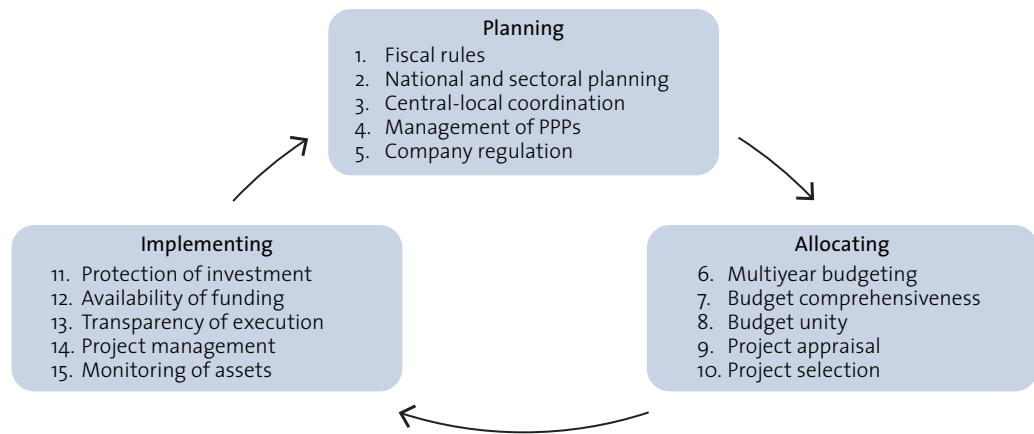 Planning
1. Fiscal rules
2. National and sectoral planning
3. Central-local coordination
4. Management of PPPs
5. Company regulation
Implementing
11. Protection of investment
12. Availability of funding
13. Transparency of execution
14. Project management
15. Monitoring of assets
Allocating
6. Multiyear budgeting
7. Budget comprehensiveness
8. Budget unity
9. Project appraisal
10. Project selection